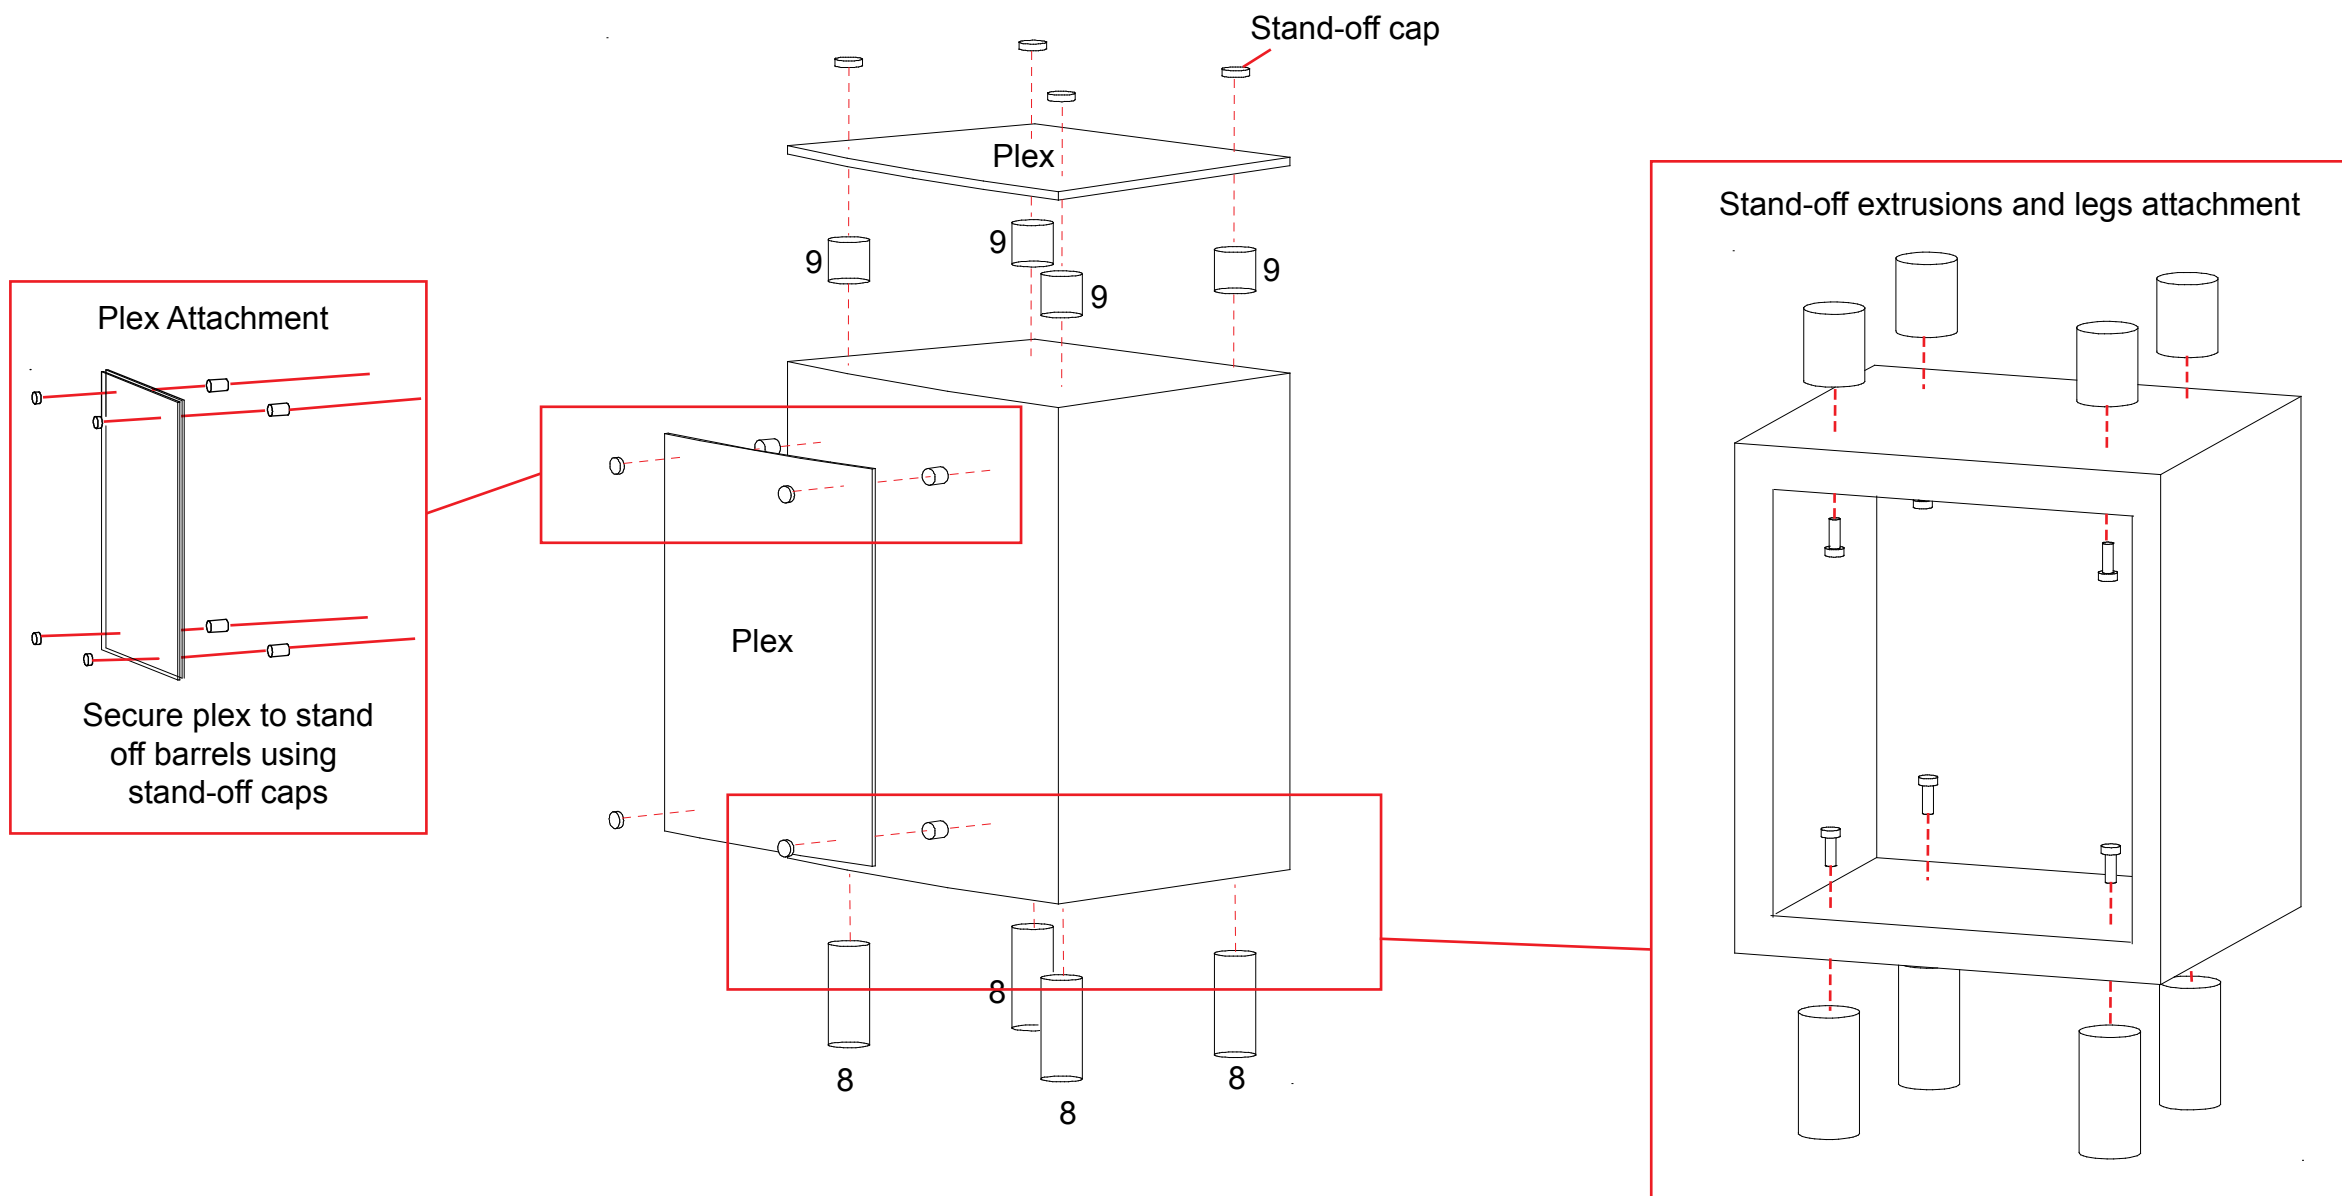 Stand-off cap
Plex
9
9
9
9
Plex Attachment
Secure plex to stand
off barrels using
stand-off caps
Plex
8
8
8
8
Stand-off extrusions and legs attachment